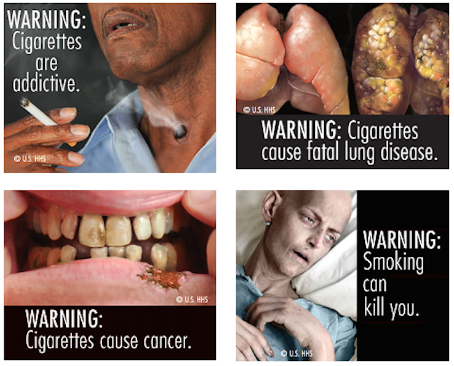 WARNING:
Cigarettes
are
addictive.
© U.S. HHS
© U.S. HHS
WARNING: Cigarettes
cause fatal lung disease.
© U.S. HHS
WARNING:
Cigarettes cause cancer.
WARNING:
Smoking
can
kill you.
© U.S. HHS